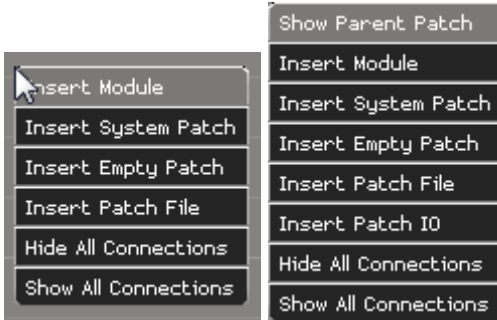 Insert Module
Insert System Patch
Insert Empty Patch
Insert Patch File
Hide All Connections
Show All Connections
Show Parent Patch
Insert Module
Insert System Patch
Insert Empty Patch
Insert Patch File
Insert Patch IO
Hide All Connections
Show All Connections